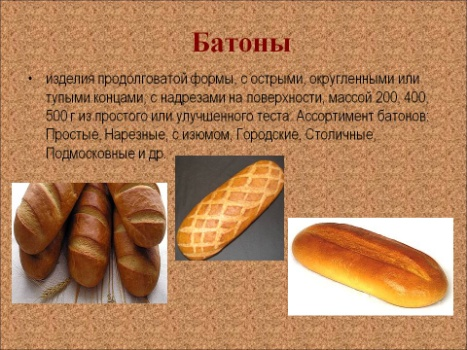 Батоны
• изделия продолговатой формы, с острыми, округленными или
тупыми концами, с надрезами на поверхности, массой 200, 400,
500 г из простого или улучшенного теста. Ассортимент батонов:
Простые, Нарезные, с изюмом, Городские, Столичные,
Подмосковные и др.